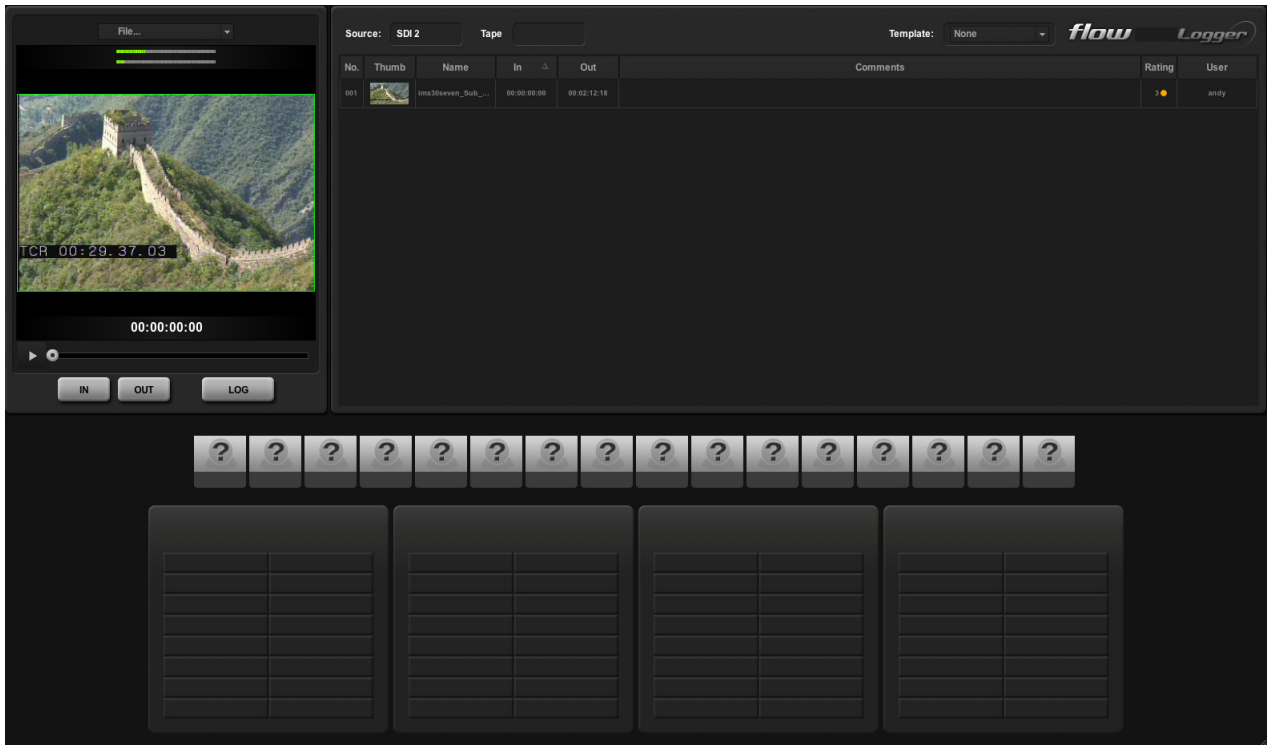 File...
TCR 00:29.37.03
00:00:00:00
IN OUT LOG
Source: SDI 2 Tape Template: None flow Logger
No. Thumb Name In Out Comments Rating User
001 imx30seven_Sub_... 00:00:00:00 00:02:12:18 3 andy
? ? ? ? ? ? ? ? ? ? ? ? ? ? ? ?